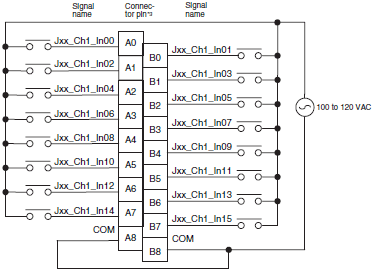 Signal name
Connec-tor pin*3
Signal name
Jxx_Ch1_In00 A0
B0 Jxx_Ch1_In01
Jxx_Ch1_In02 A1
B1 Jxx_Ch1_In03
Jxx_Ch1_In04 A2
B2 Jxx_Ch1_In05
Jxx_Ch1_In06 A3
B3 Jxx_Ch1_In07
Jxx_Ch1_In08 A4
B4 Jxx_Ch1_In09
Jxx_Ch1_In10 A5
B5 Jxx_Ch1_In11
Jxx_Ch1_In12 A6
B6 Jxx_Ch1_In13
Jxx_Ch1_In14 A7
B7 Jxx_Ch1_In15
COM A8
B8 COM
100 to 120 VAC